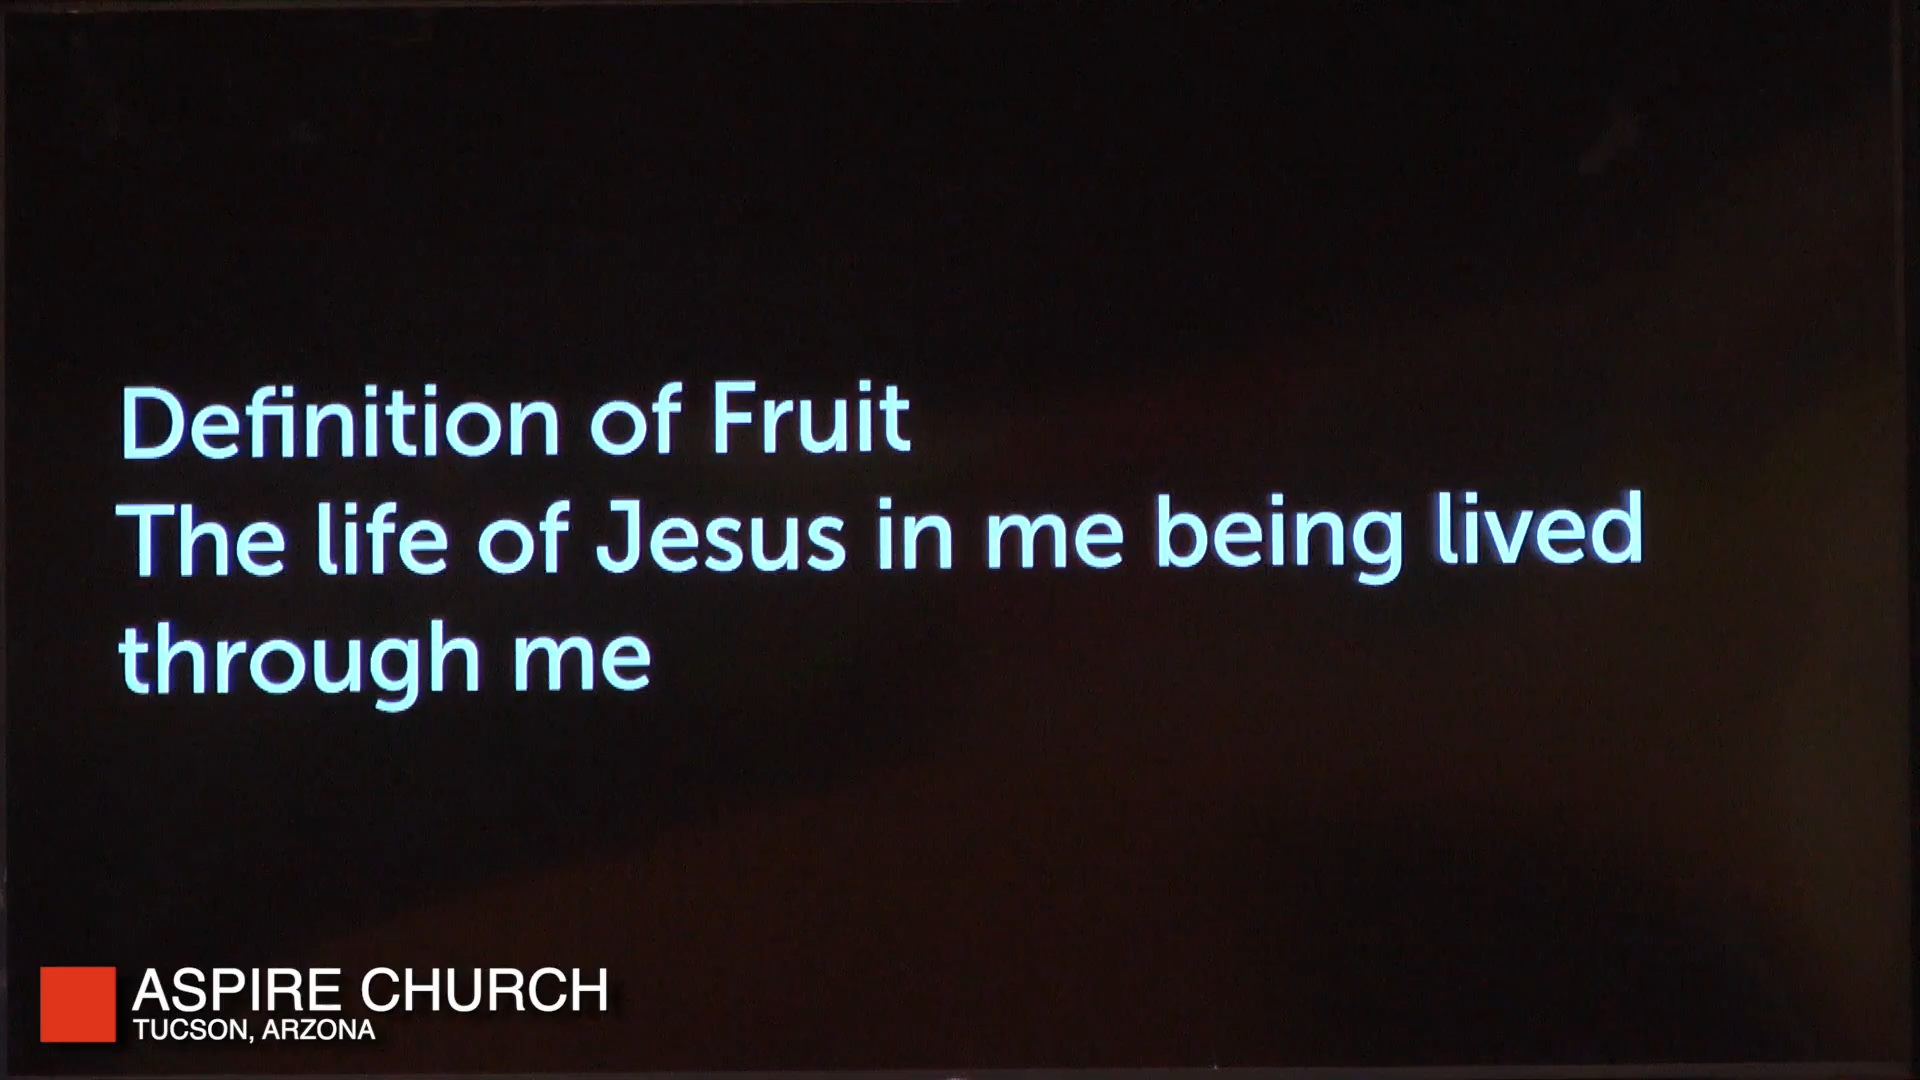 Definition of Fruit
The life of Jesus in me being lived
through me
ASPIRE CHURCH
TUCSON, ARZONA